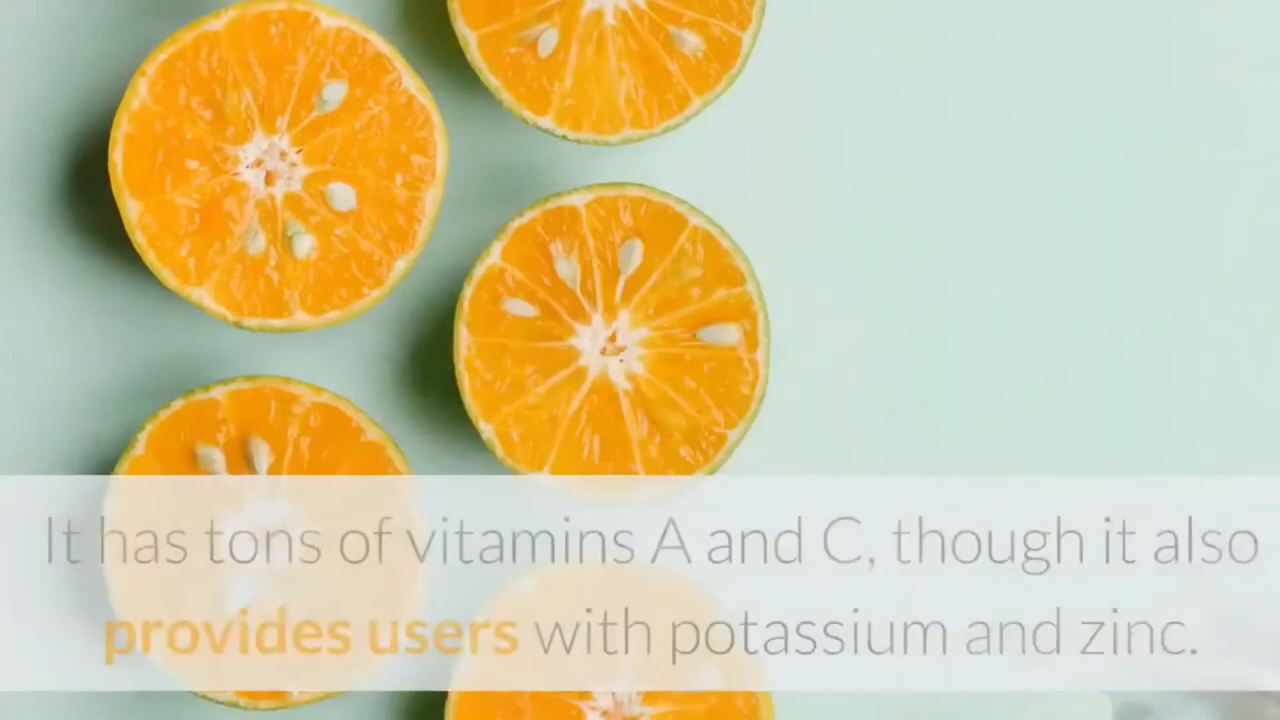 It has tons of vitamins A and C, though it also
provides users with potassium and zinc.